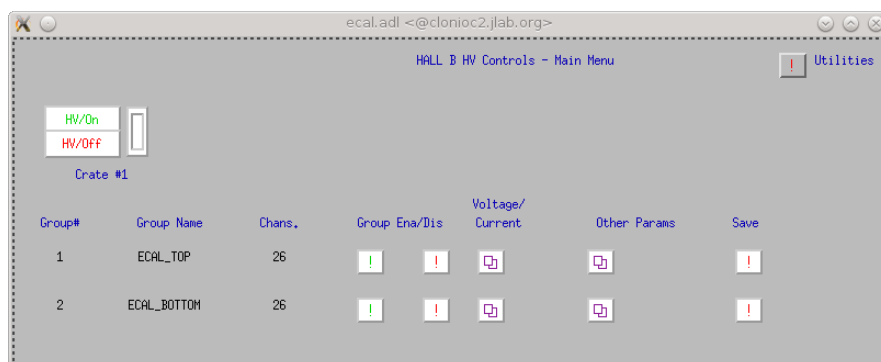 ecal.adl <@clonioc2.jlab.org>
HALL B HV Controls - Main Menu
! Utilities
HV/On
HV/Off
Crate #1
Voltage/
Group# Group Name Chans. Group Ena/Dis Current Other Params Save
1 ECAL_TOP 26 ! ! !
2 ECAL_BOTTOM 26 ! ! !